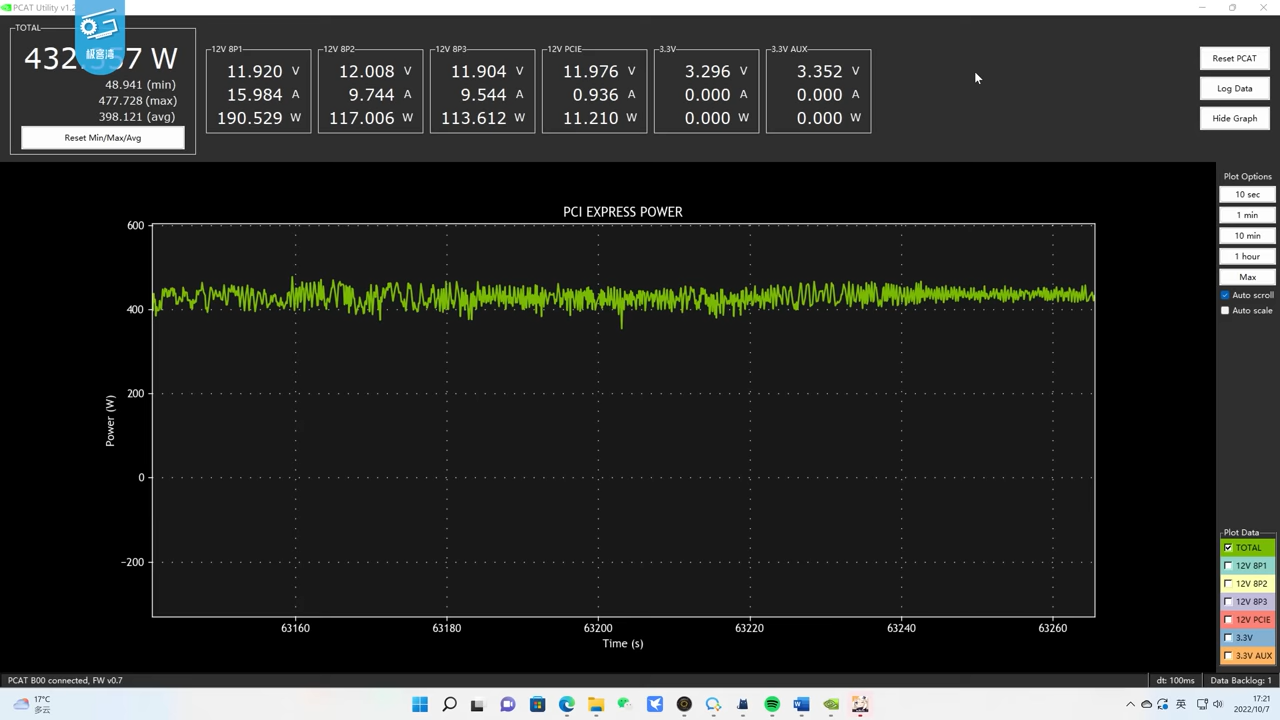 PCAT Utility v1.2
TOTAL
W
48.941 (min)
477.728 (max)
398.121 (avg)
Reset Min/Max/Avg
极客湾
12V 8P1
11.920 V
15.984 A
190.529 W
12V 8P2
12.008 V
9.744 A
117.006 W
12V 8P3
11.904 V
9.544 A
113.612 W
12V PCIE
11.976 V
0.936 A
11.210 W
3.3V
3.296 V
0.000 A
0.000 W
3.3V AUX
3.352 V
0.000 A
0.000 W
Reset PCAT
Log Data
Hide Graph
Plot Options
10 sec
1 min
10 min
1 hour
Max
Auto scroll
Auto scale
PCI EXPRESS POWER
600
400
200
0
−200
Power (W)
63160
63180
63200
63220
63240
63260
Time (s)
Plot Data
TOTAL
12V 8P1
12V 8P2
12V 8P3
12V PCIE
3.3V
3.3V AUX
PCAT B00 connected, FW v0.7
dt: 100ms
Data Backlog: 1
17°C
多云
英
17:21
2022/10/7